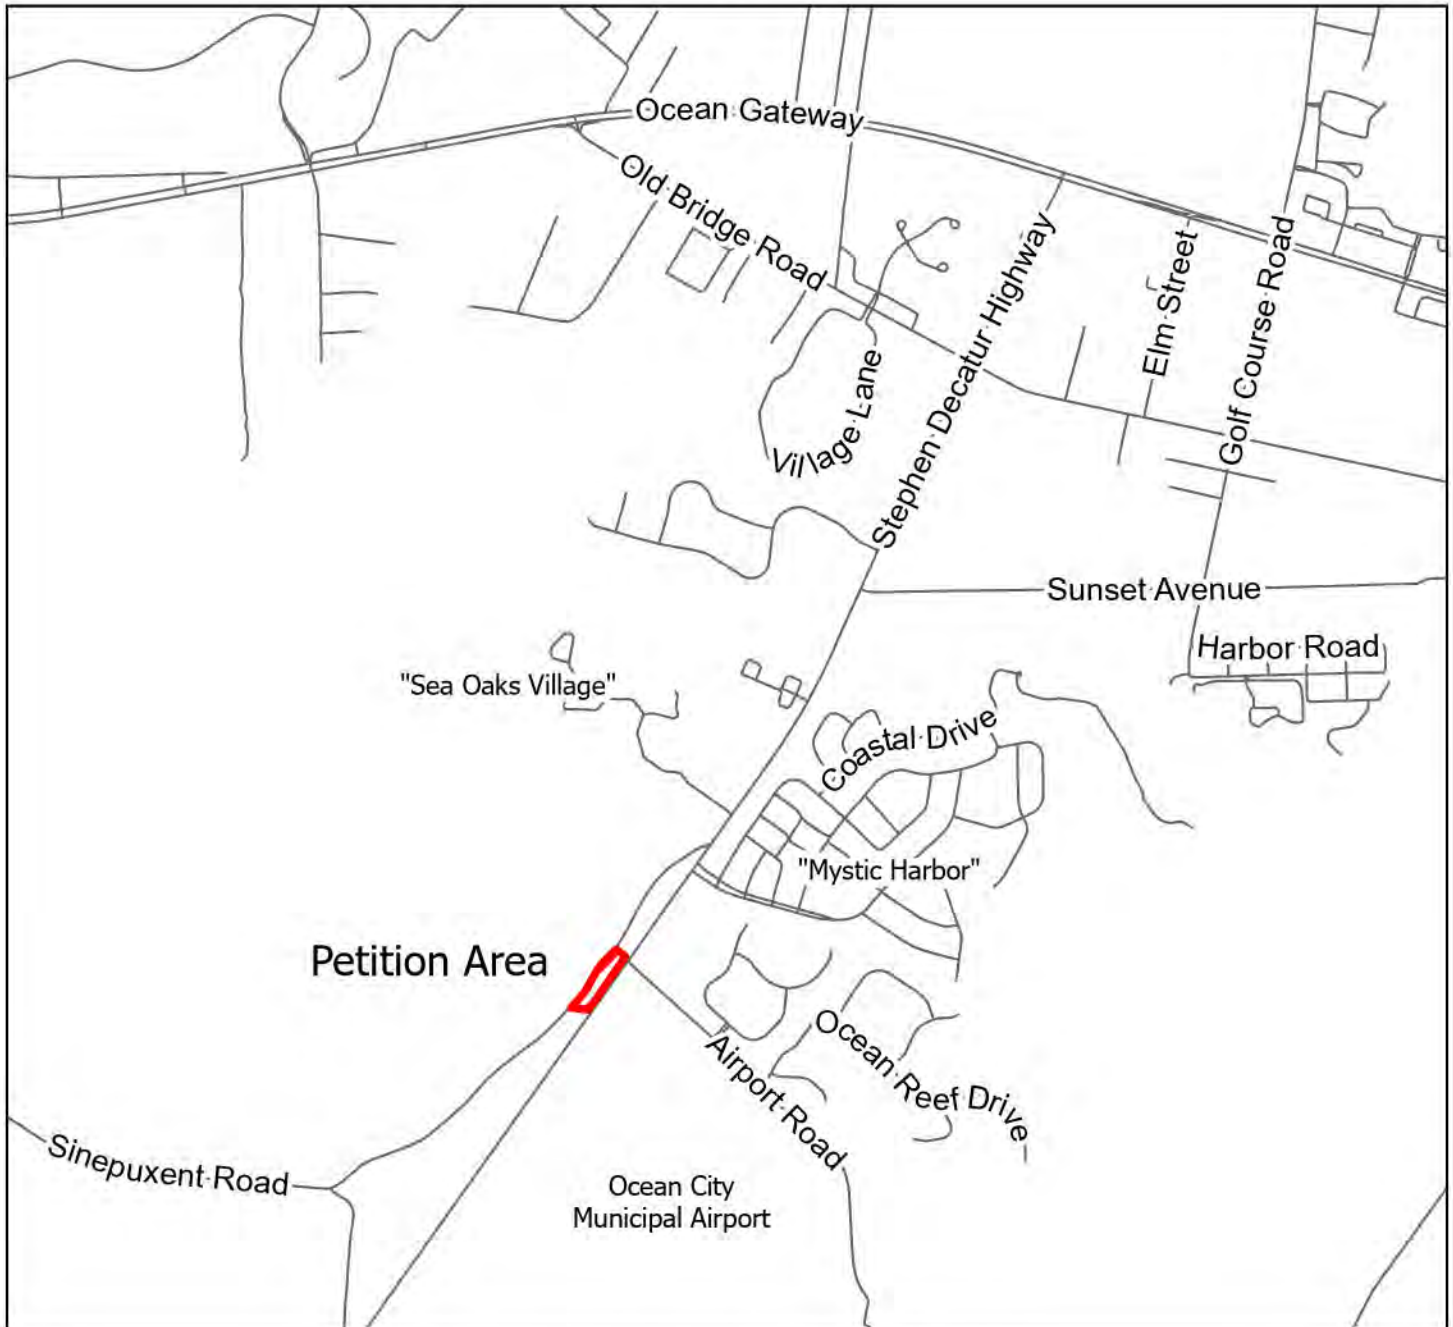 Ocean Gateway
Old Bridge Road
Stephen Decatur Highway
Elm Street
Golf Course Road
Village Lane
Sunset Avenue
Harbor Road
"Sea Oaks Village"
Coastal Drive
"Mystic Harbor"
Petition Area
Ocean Reef Drive
Airport Road
Sinepuxent Road
Ocean City
Municipal Airport